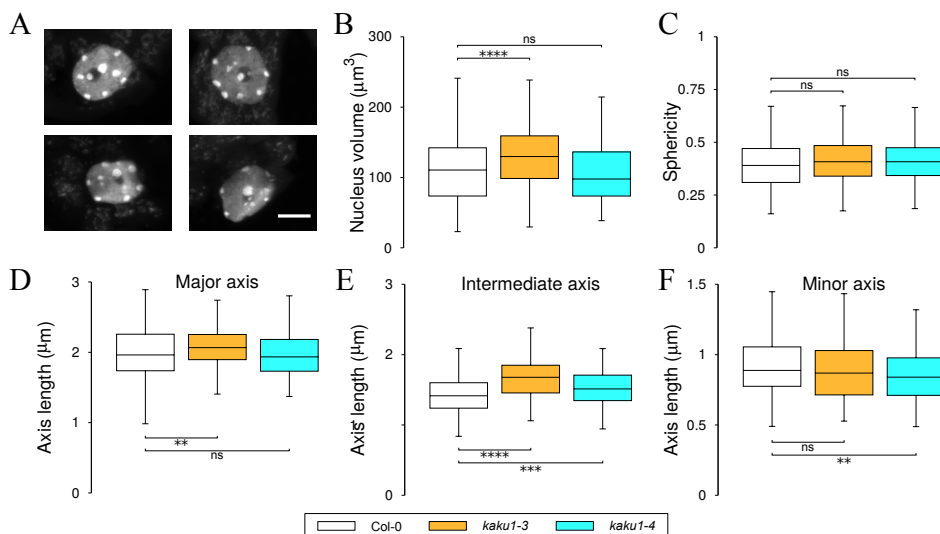 A
B
Nucleus volume (μm³)
300
200
100
0
ns
****
C
Sphericity
1
0.75
0.5
0.25
0
ns
ns
D
Major axis
Axis length (μm)
3
2
1
0
**
ns
E
Intermediate axis
Axis length (μm)
3
2
1
0
****
***
F
Minor axis
Axis length (μm)
1.5
1
0.5
0
ns
**
Col-0
kaku1-3
kaku1-4